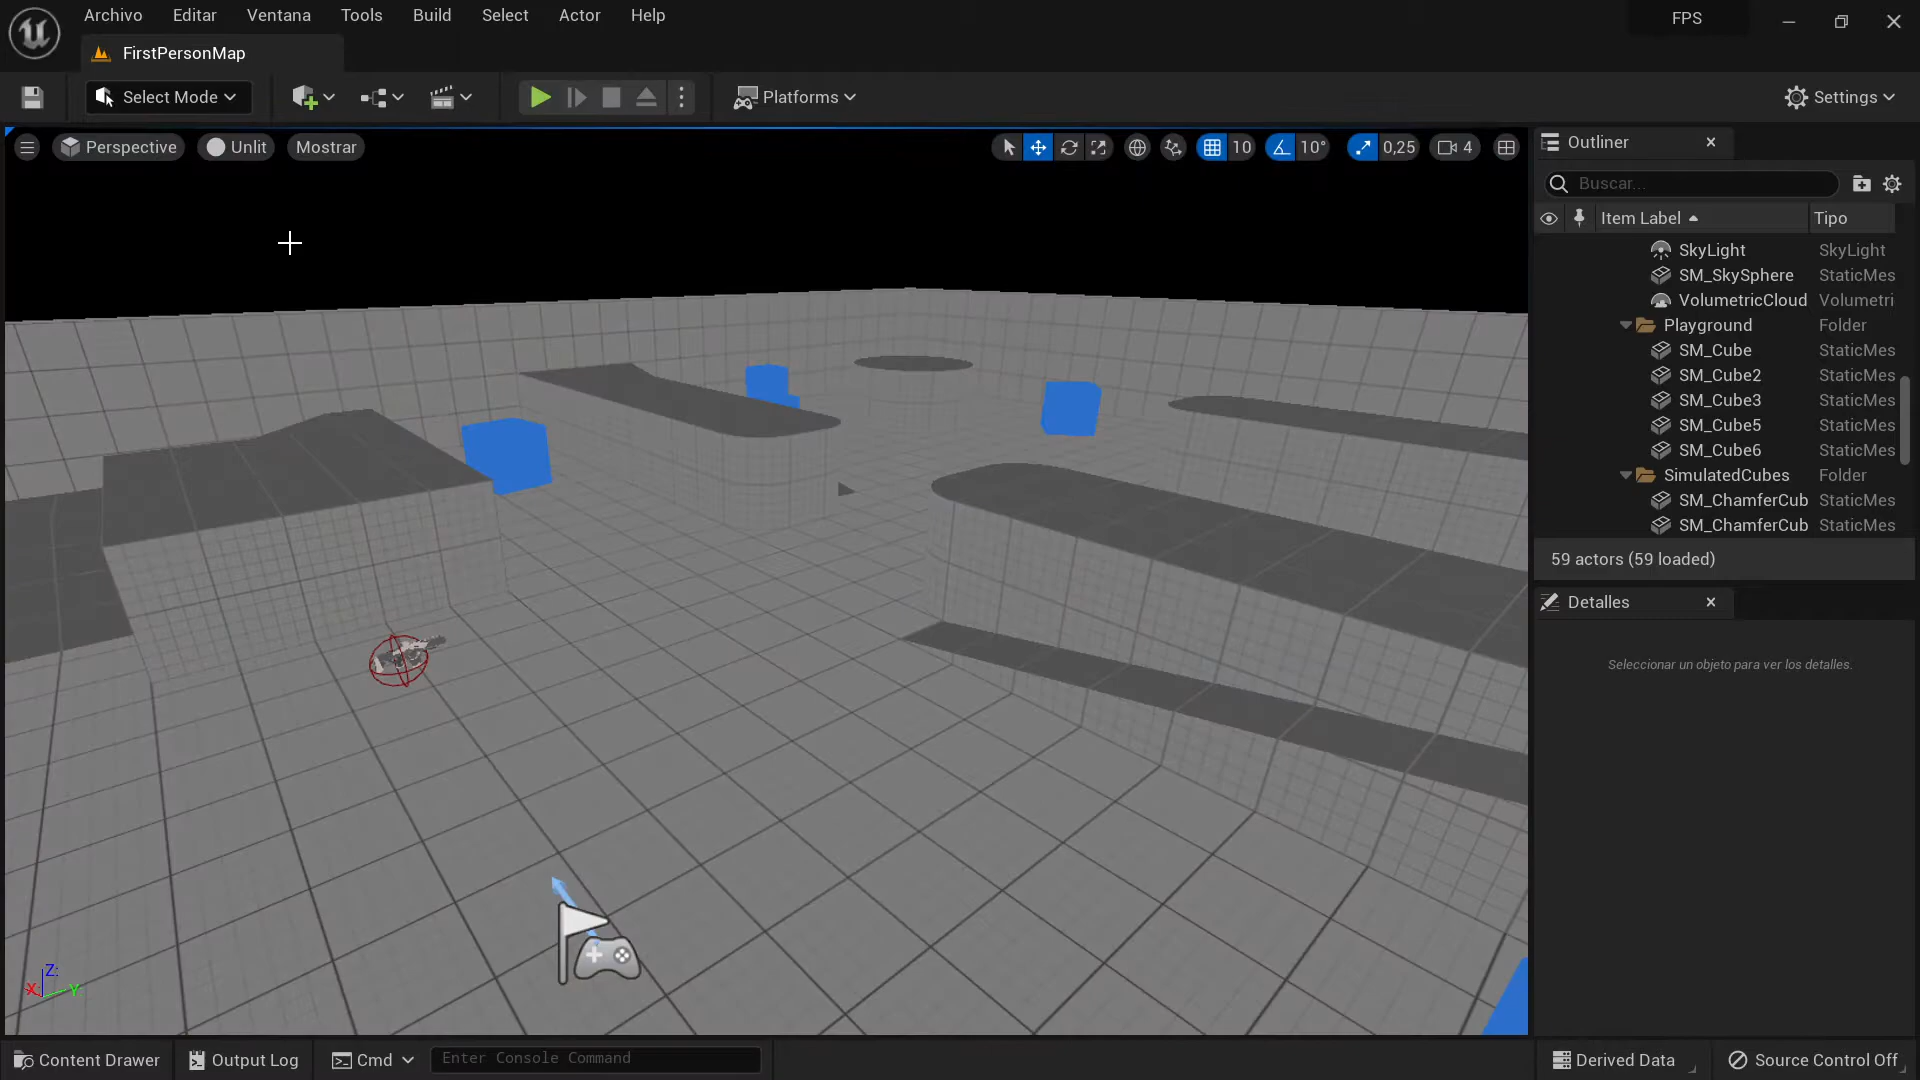 Archivo Editar Ventana Tools Build Select Actor Help
FPS
FirstPersonMap
Select Mode
Platforms
Settings
Perspective
Unlit
Mostrar
10
10°
0,25
4
Outliner
Buscar...
Item Label
Tipo
SkyLight SkyLight
SM_SkySphere StaticMes
VolumetricCloud Volumetri
Playground Folder
SM_Cube StaticMes
SM_Cube2 StaticMes
SM_Cube3 StaticMes
SM_Cube5 StaticMes
SM_Cube6 StaticMes
SimulatedCubes Folder
SM_ChamferCub StaticMes
SM_ChamferCub StaticMes
59 actors (59 loaded)
Detalles
Seleccionar un objeto para ver los detalles.
Z:
X:
Y
Content Drawer
Output Log
Cmd
Enter Console Command
Derived Data
Source Control Off